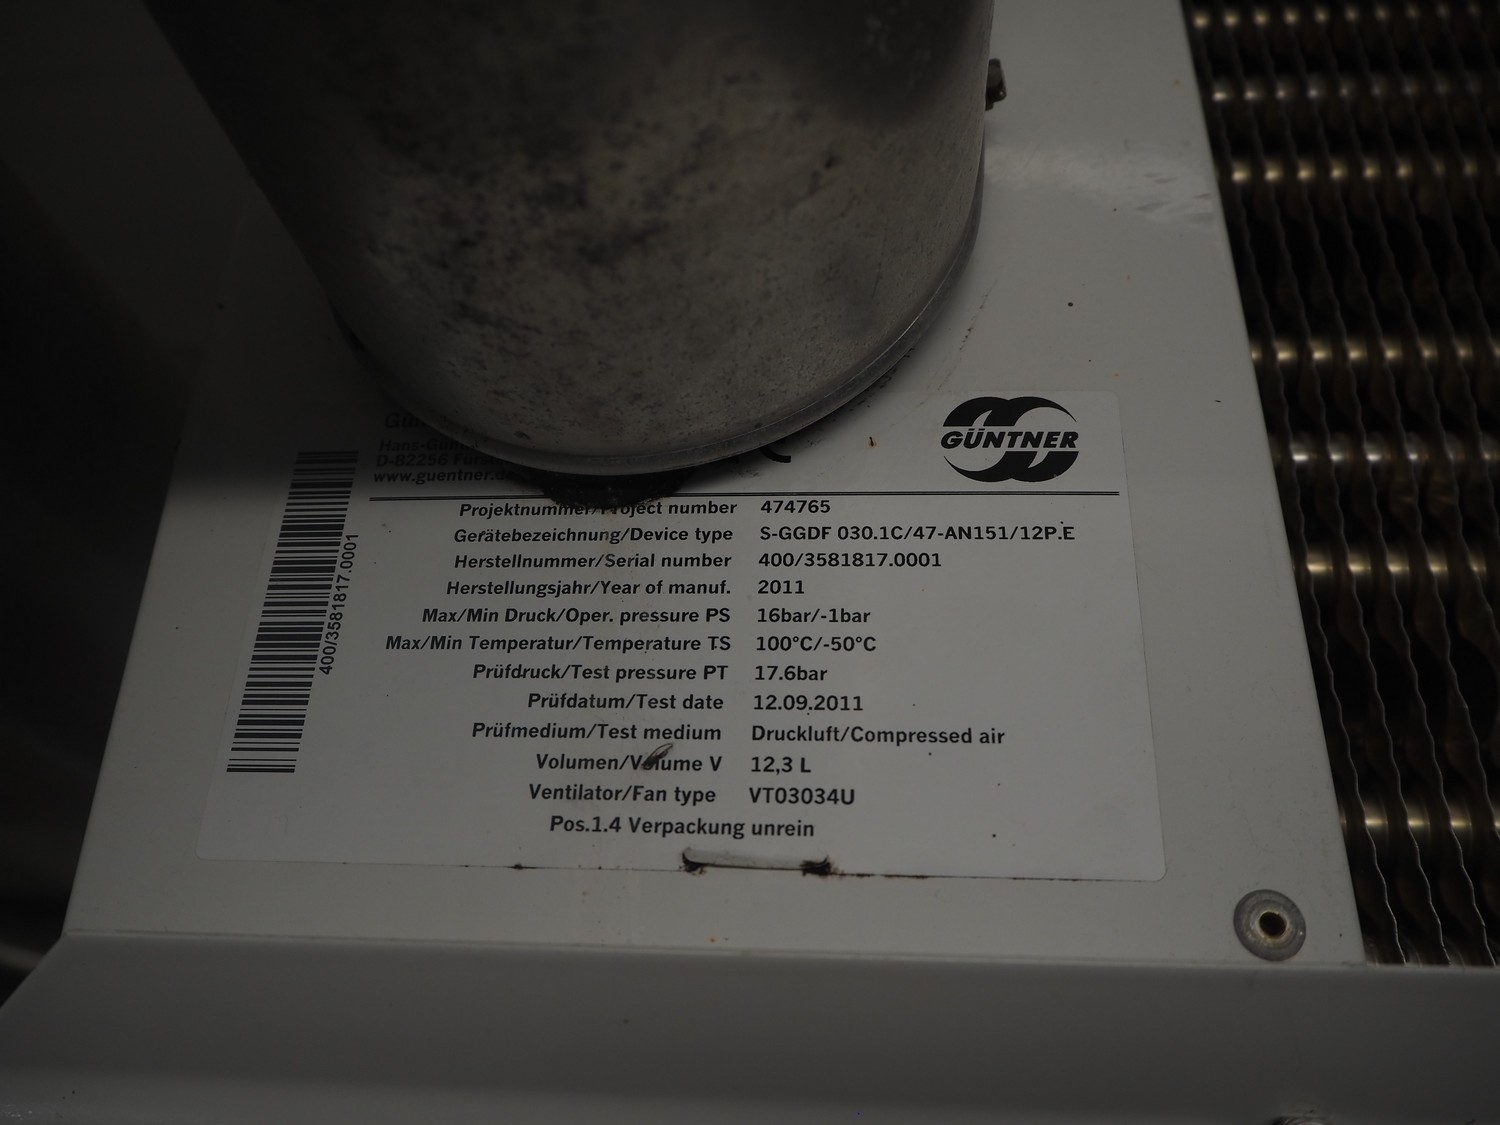 Hans-
D-82256
www.guentner.de
GÜNTNER
Projektnummer/Project number 474765
Gerätebezeichnung/Device type S-GGDF 030.1C/47-AN151/12P.E
Herstellnummer/Serial number 400/3581817.0001
Herstellungsjahr/Year of manuf. 2011
Max/Min Druck/Oper. pressure PS 16bar/-1bar
Max/Min Temperatur/Temperature TS 100°C/-50°C
Prüfdruck/Test pressure PT 17.6bar
Prüfdatum/Test date 12.09.2011
Prüfmedium/Test medium Druckluft/Compressed air
Volumen/Volume V 12,3 L
Ventilator/Fan type VT03034U
Pos.1.4 Verpackung unrein
400/3581817.0001